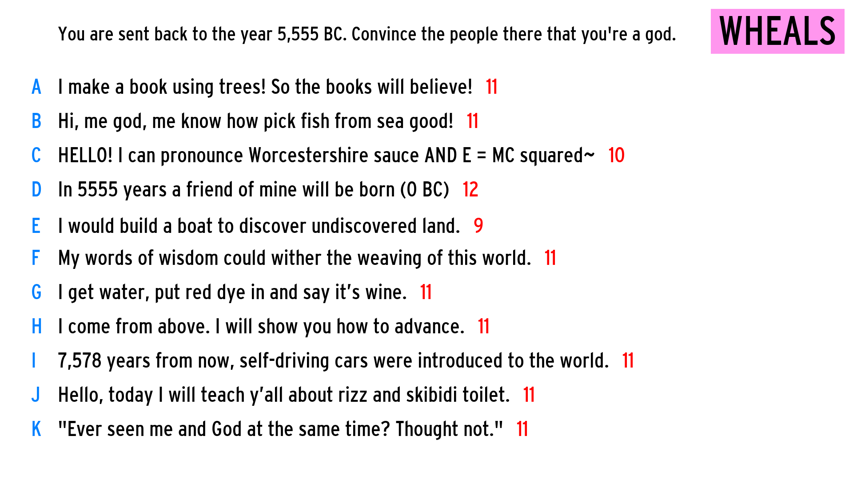 You are sent back to the year 5,555 BC. Convince the people there that you're a god. WHEALS
A I make a book using trees! So the books will believe! 11
B Hi, me god, me know how pick fish from sea good! 11
C HELLO! I can pronounce Worcestershire sauce AND E = MC squared~ 10
D In 5555 years a friend of mine will be born (0 BC) 12
E I would build a boat to discover undiscovered land. 9
F My words of wisdom could wither the weaving of this world. 11
G I get water, put red dye in and say it's wine. 11
H I come from above. I will show you how to advance. 11
I 7,578 years from now, self-driving cars were introduced to the world. 11
J Hello, today I will teach y'all about rizz and skibidi toilet. 11
K "Ever seen me and God at the same time? Thought not." 11